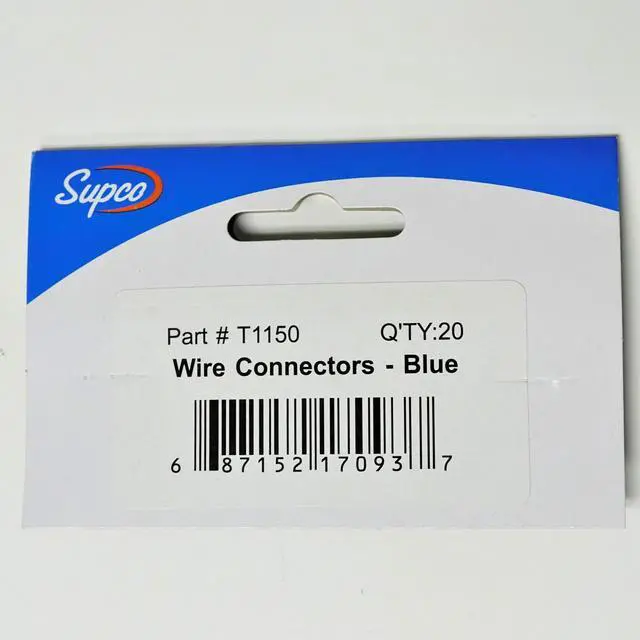 Supco
Part # T1150 Q'TY:20
Wire Connectors - Blue
6 87152 17093 7